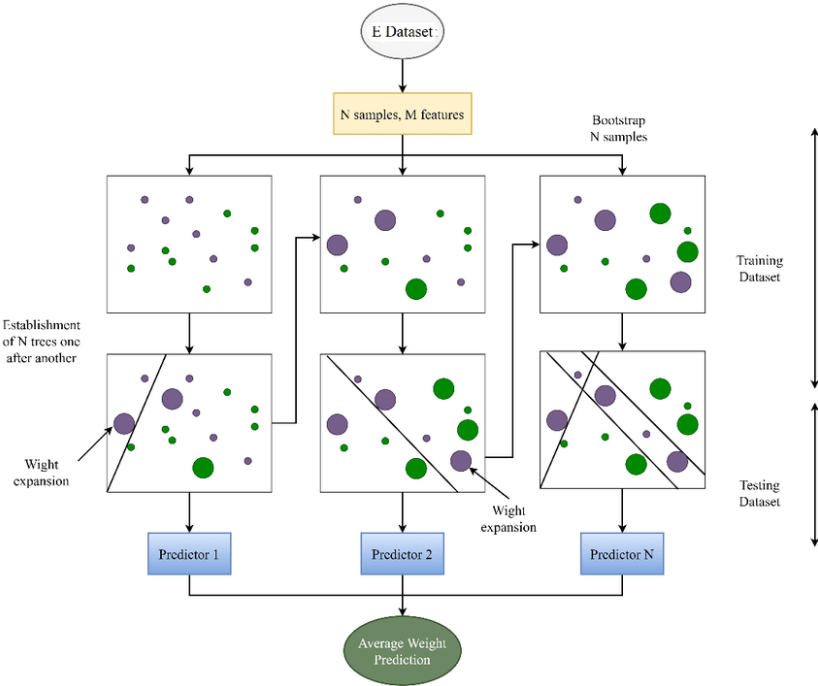 E Dataset:
N samples, M features
Bootstrap
N samples
Training
Dataset
Establishment
of N trees one
after another
Wight
expansion
Wight
expansion
Testing
Dataset
Predictor 1
Predictor 2
Predictor N
Average Weight
Prediction